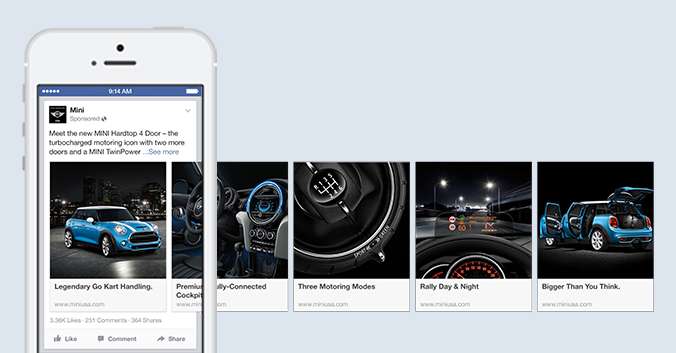 9:14 AM
Mini
Sponsored
Meet the new MINI Hardtop 4 Door – the
turbocharged motoring icon with two more
doors and a MINI TwinPower ...See more
Legendary Go Kart Handling.
www.miniusa.com
Premium
Cockpit
lly-Connected
www.miniusa.com
Three Motoring Modes
www.miniusa.com
Rally Day & Night
www.miniusa.com
Bigger Than You Think.
www.miniusa.com
5.36K Likes · 231 Comments · 364 Shares
Like
Comment
Share